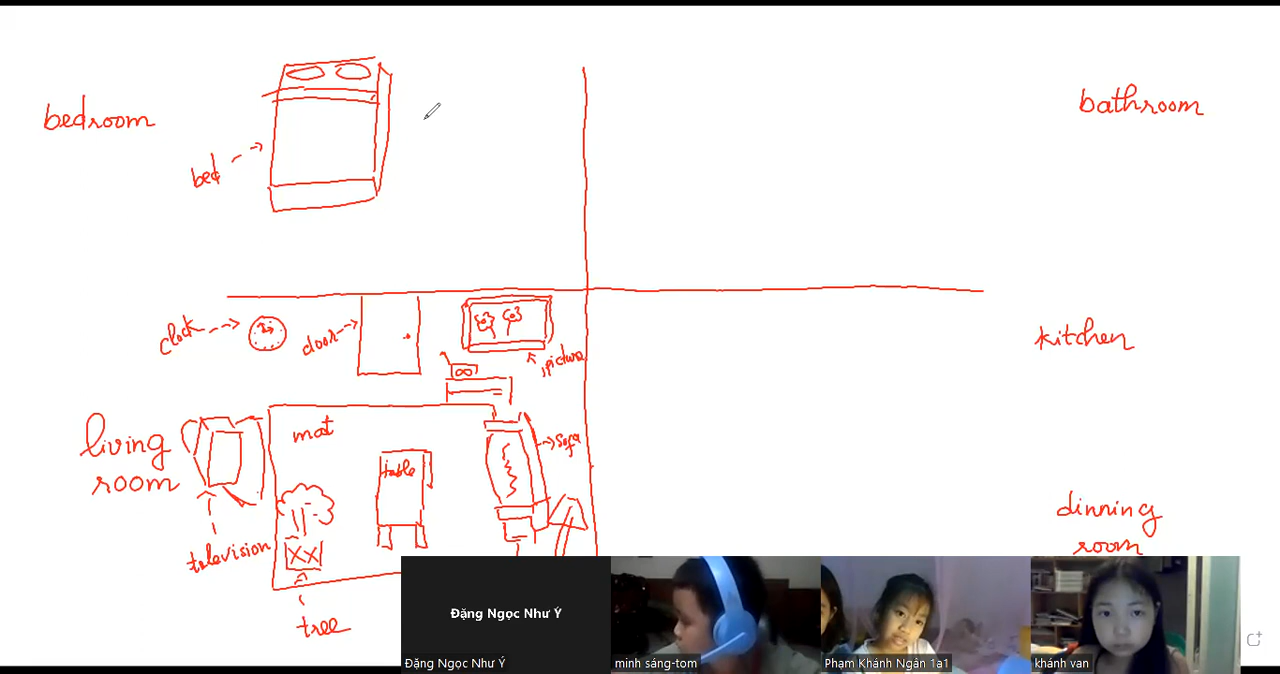 bedroom
bathroom
bed
clock
door
picture
kitchen
living
room
mat
sofa
table
television
tree
dinning
room
Đặng Ngọc Như Ý
Đặng Ngọc Như Ý
minh sáng-tom
Phạm Khánh Ngân 1a1
khánh van